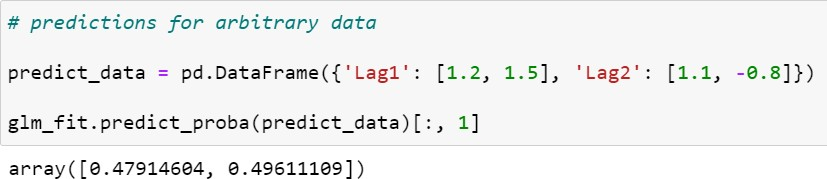 # predictions for arbitrary data
predict_data = pd.DataFrame({'Lag1': [1.2, 1.5], 'Lag2': [1.1, -0.8]})
glm_fit.predict_proba(predict_data)[:, 1]
array([0.47914604, 0.49611109])